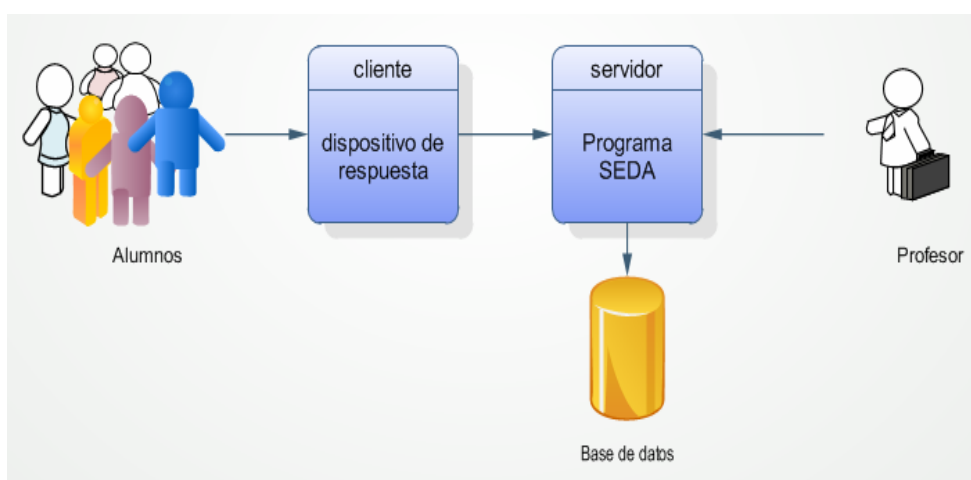 cliente
servidor
dispositivo de
respuesta
Programa
SEDA
Alumnos
Profesor
Base de datos